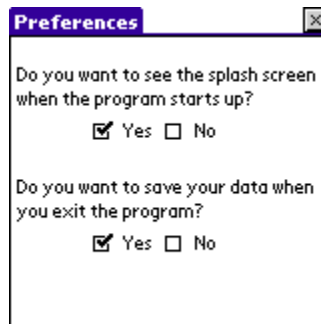 Preferences
Do you want to see the splash screen
when the program starts up?
Yes No
Do you want to save your data when
you exit the program?
Yes No